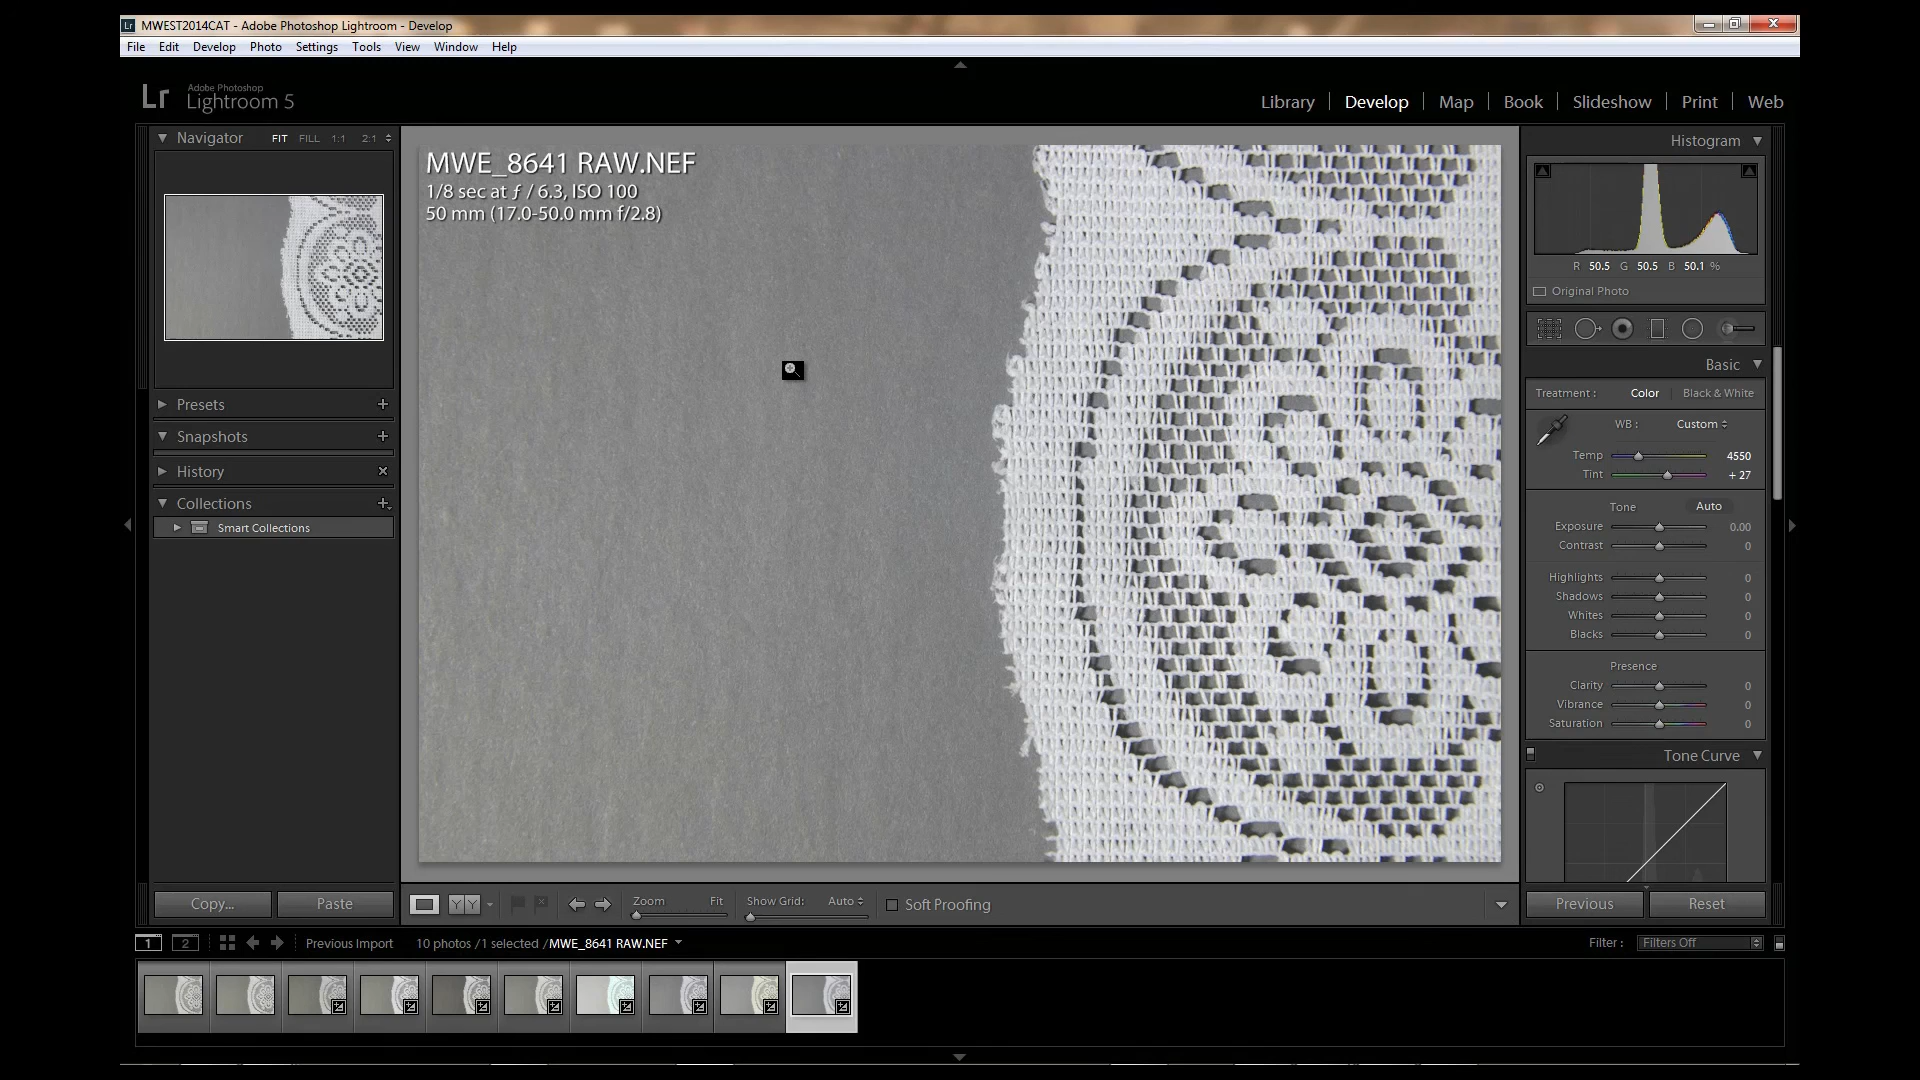 MWEST2014CAT - Adobe Photoshop Lightroom - Develop
File Edit Develop Photo Settings Tools View Window Help
Lr Adobe Photoshop
Lightroom 5
Library Develop Map Book Slideshow Print Web
Navigator FIT FILL 1:1 2:1
Presets
Snapshots
History
Collections
Smart Collections
Copy... Paste
MWE_8641 RAW.NEF
1/8 sec at ƒ / 6.3, ISO 100
50 mm (17.0-50.0 mm f/2.8)
Histogram
R 50.5 G 50.5 B 50.1 %
Original Photo
Basic
Treatment : Color Black & White
WB : Custom
Temp 4550
Tint + 27
Tone Auto
Exposure 0.00
Contrast 0
Highlights 0
Shadows 0
Whites 0
Blacks 0
Presence
Clarity 0
Vibrance 0
Saturation 0
Tone Curve
Previous Reset
YY Zoom Fit Show Grid: Auto Soft Proofing
1 2 Previous Import 10 photos /1 selected /MWE_8641 RAW.NEF Filter : Filters Off